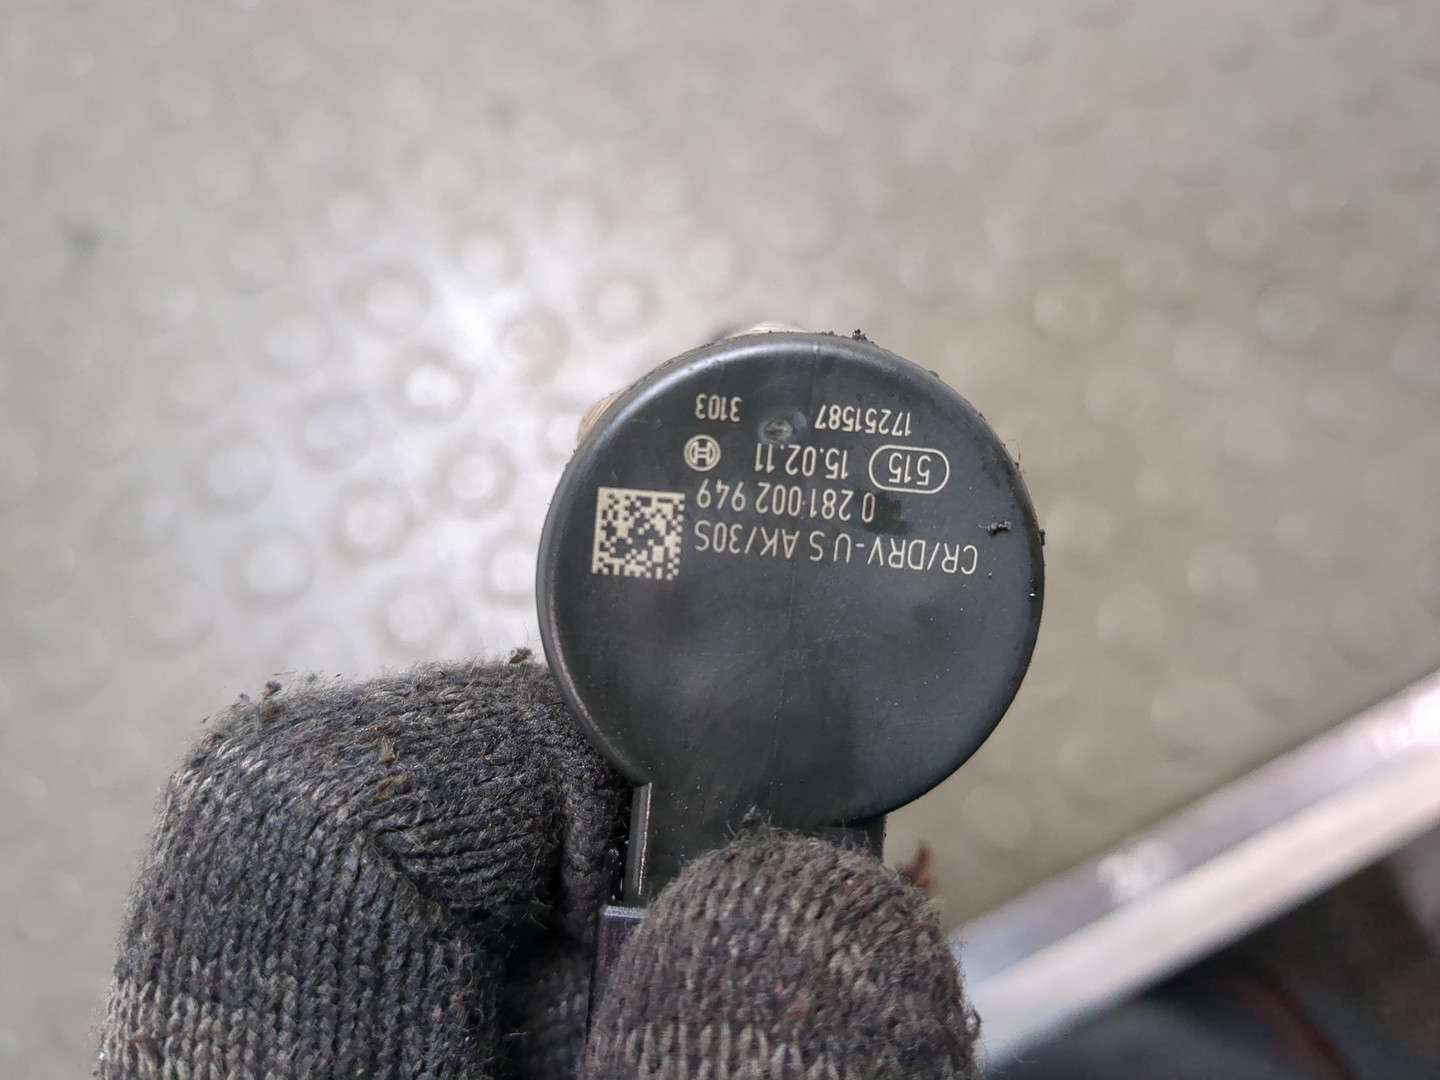 CR/DRV-U S AK/30S
0 281 002 949
515 15.02.11
17251587 3103